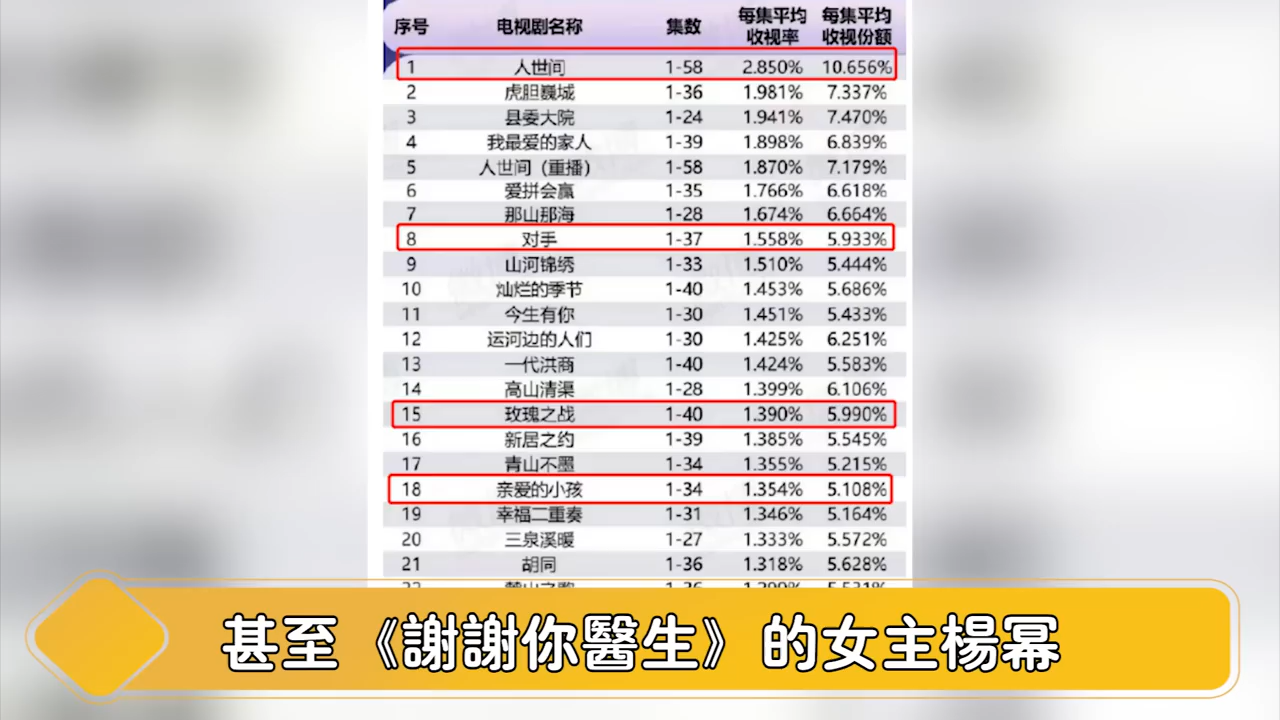 序号 电视剧名称 集数 每集平均收视率 每集平均收视份额
1 人世间 1-58 2.850% 10.656%
2 虎胆巍城 1-36 1.981% 7.337%
3 县委大院 1-24 1.941% 7.470%
4 我最爱的家人 1-39 1.898% 6.839%
5 人世间（重播） 1-58 1.870% 7.179%
6 爱拼会赢 1-35 1.766% 6.618%
7 那山那海 1-28 1.674% 6.664%
8 对手 1-37 1.558% 5.933%
9 山河锦绣 1-33 1.510% 5.444%
10 灿烂的季节 1-40 1.453% 5.686%
11 今生有你 1-30 1.451% 5.433%
12 运河边的人们 1-30 1.425% 6.251%
13 一代洪商 1-40 1.424% 5.583%
14 高山清渠 1-28 1.399% 6.106%
15 玫瑰之战 1-40 1.390% 5.990%
16 新居之约 1-39 1.385% 5.545%
17 青山不墨 1-34 1.355% 5.215%
18 亲爱的小孩 1-34 1.354% 5.108%
19 幸福二重奏 1-31 1.346% 5.164%
20 三泉溪暖 1-27 1.333% 5.572%
21 胡同 1-36 1.318% 5.628%
甚至《謝謝你醫生》的女主楊冪